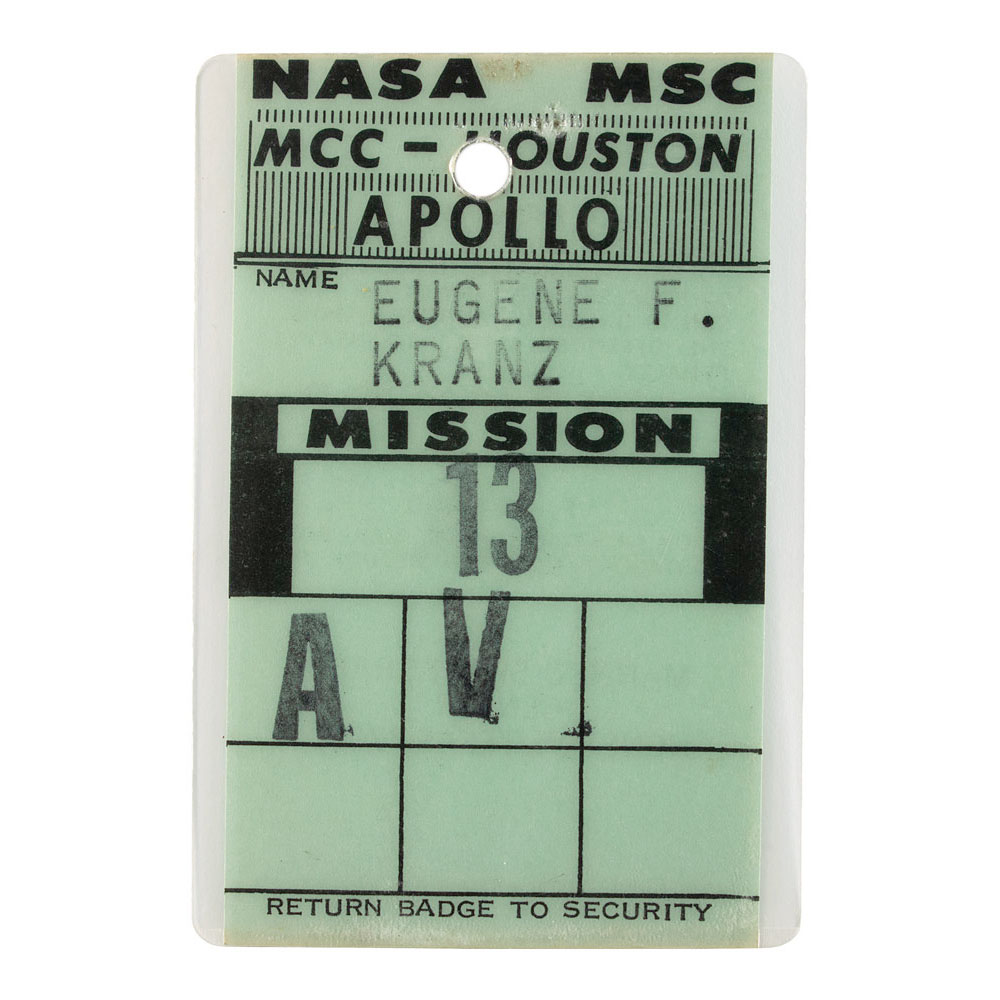 NASA MSC
MCC - HOUSTON
APOLLO
NAME EUGENE F.
KRANZ
MISSION
13
A V
RETURN BADGE TO SECURITY